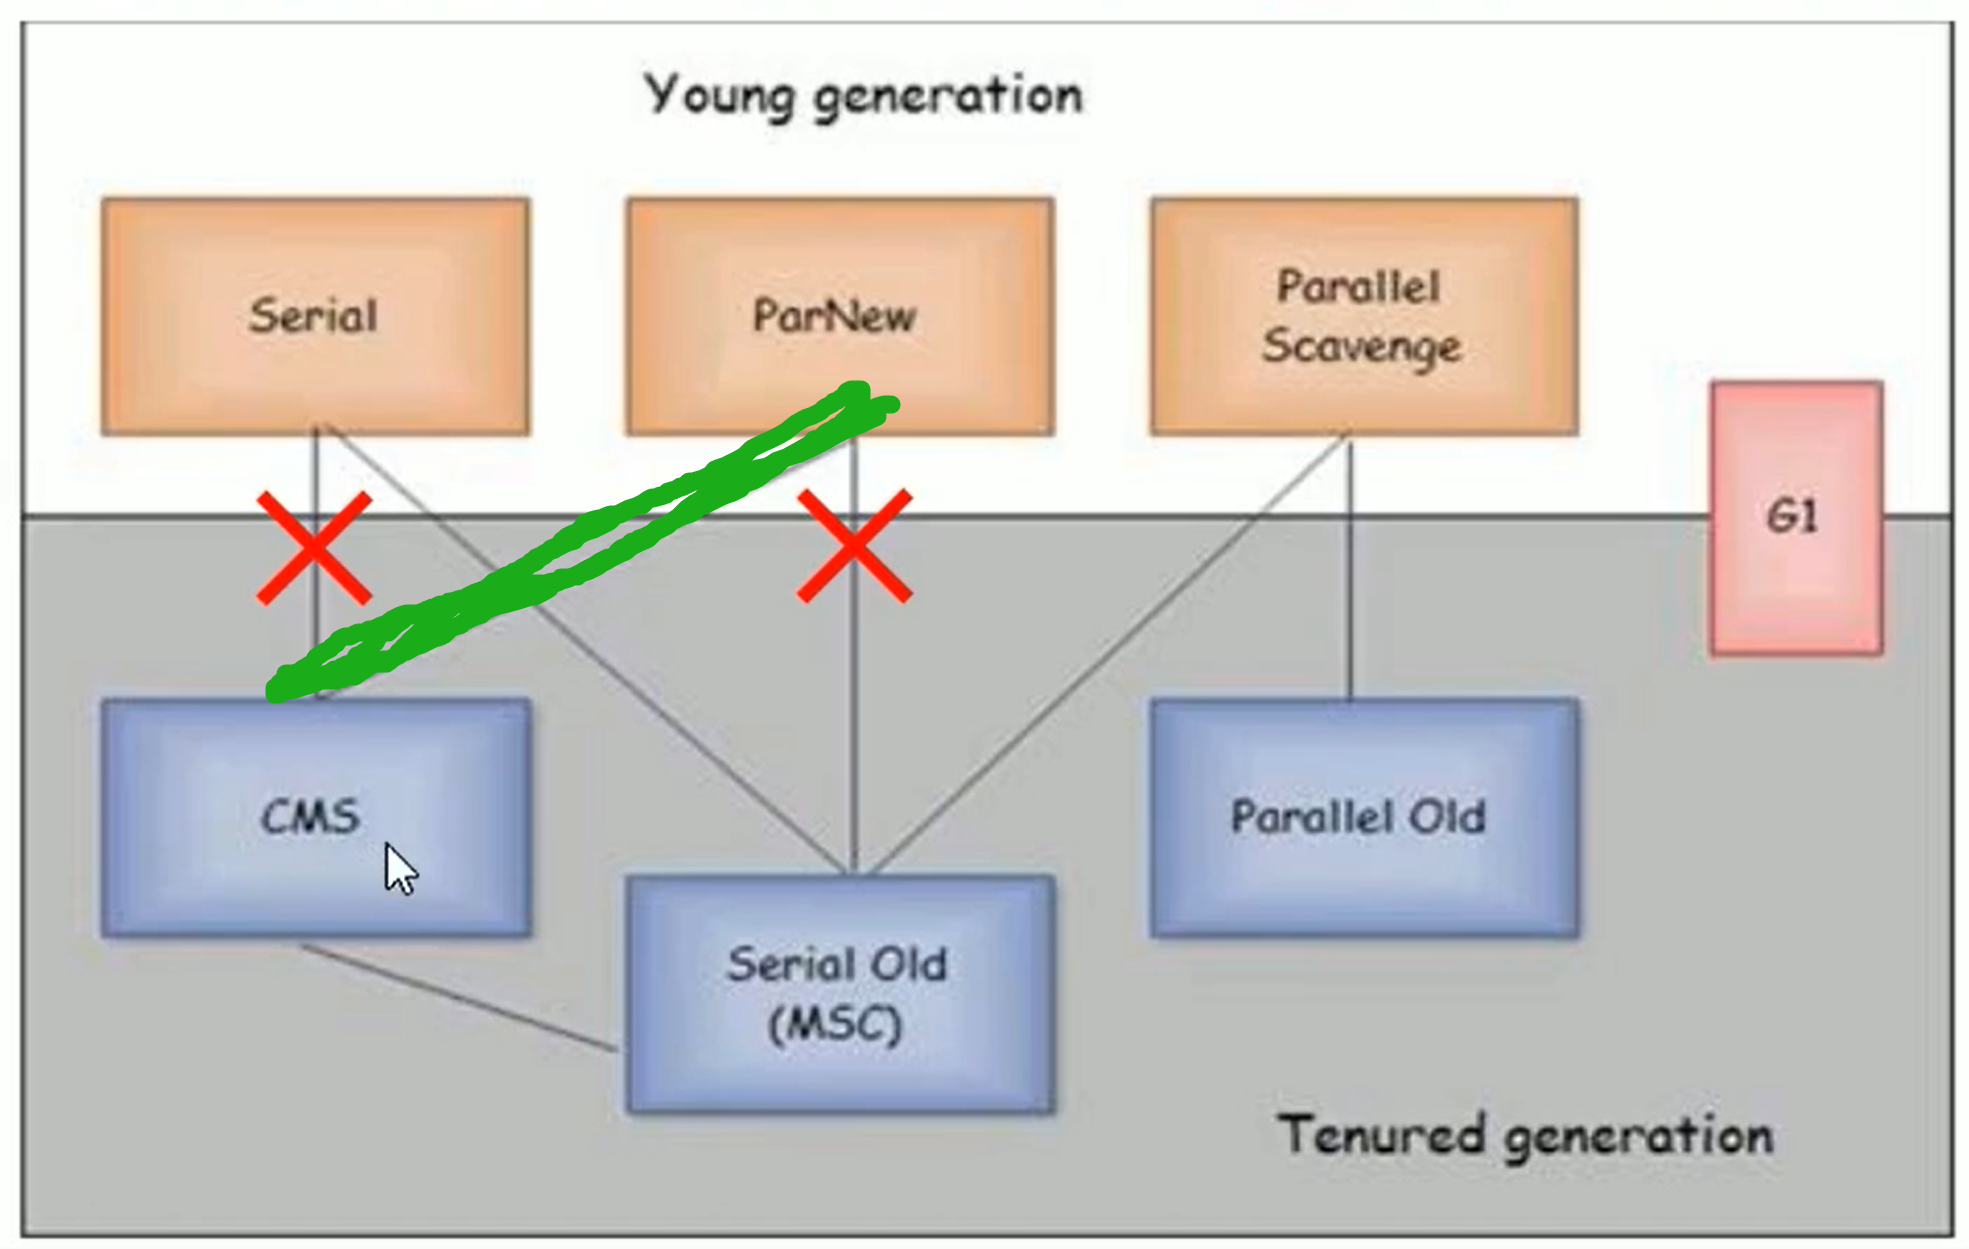 Young generation
Serial
ParNew
Parallel
Scavenge
G1
CMS
Parallel Old
Serial Old
(MSC)
Tenured generation